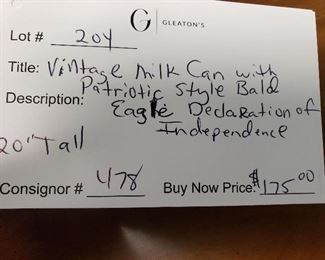 G GLEATON'S
Lot # 204
Title: Vintage Milk Can with
Patriotic Style Bald
Description: Eagle Declaration of
20" Tall Independence
Consignor # 478 Buy Now Price: $175.00